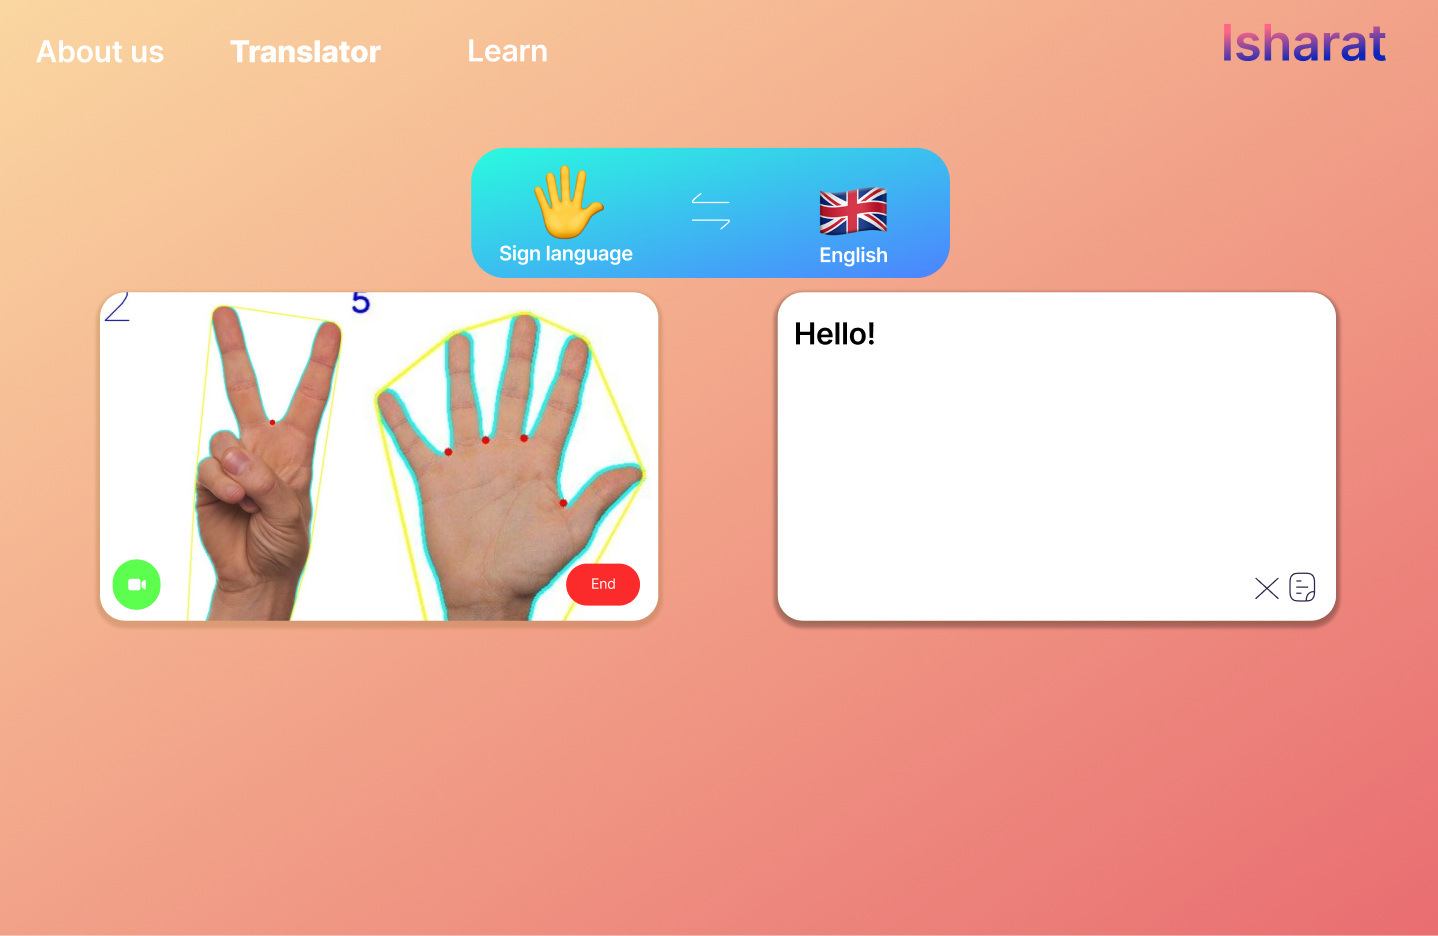 About us
Translator
Learn
Isharat
Sign language
English
2
5
Hello!
End